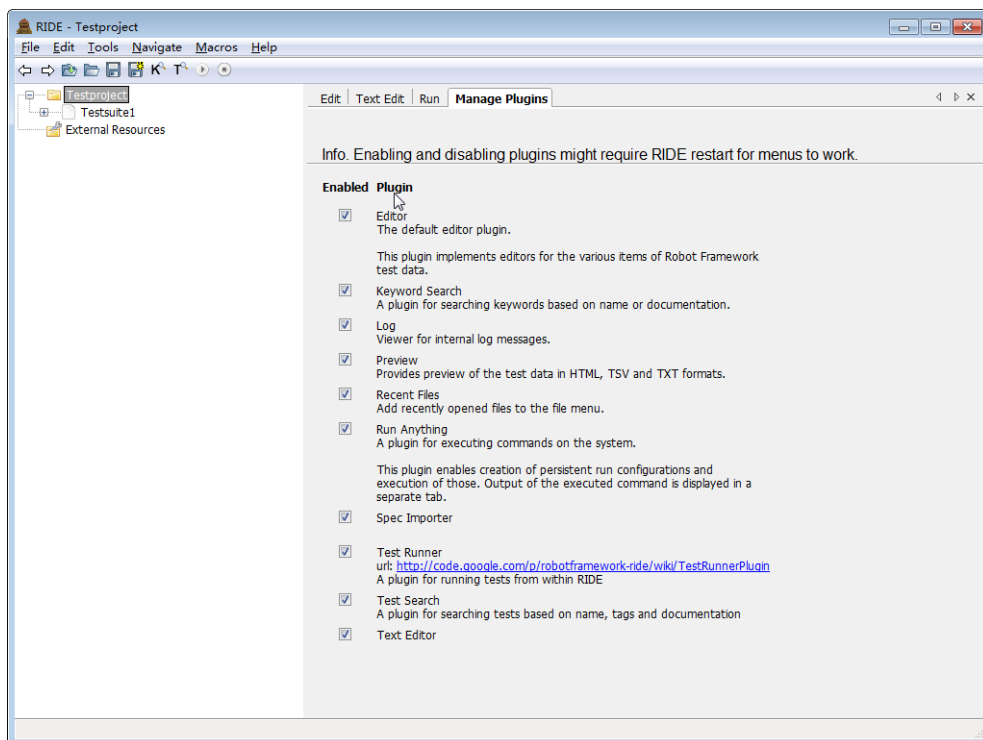 RIDE - Testproject
File Edit Tools Navigate Macros Help
K T
Testproject
Testsuite1
External Resources
Edit Text Edit Run Manage Plugins
Info. Enabling and disabling plugins might require RIDE restart for menus to work.
Enabled Plugin
Editor
The default editor plugin.
This plugin implements editors for the various items of Robot Framework
test data.
Keyword Search
A plugin for searching keywords based on name or documentation.
Log
Viewer for internal log messages.
Preview
Provides preview of the test data in HTML, TSV and TXT formats.
Recent Files
Add recently opened files to the file menu.
Run Anything
A plugin for executing commands on the system.
This plugin enables creation of persistent run configurations and
execution of those. Output of the executed command is displayed in a
separate tab.
Spec Importer
Test Runner
url: http://code.google.com/p/robotframework-ride/wiki/TestRunnerPlugin
A plugin for running tests from within RIDE
Test Search
A plugin for searching tests based on name, tags and documentation
Text Editor